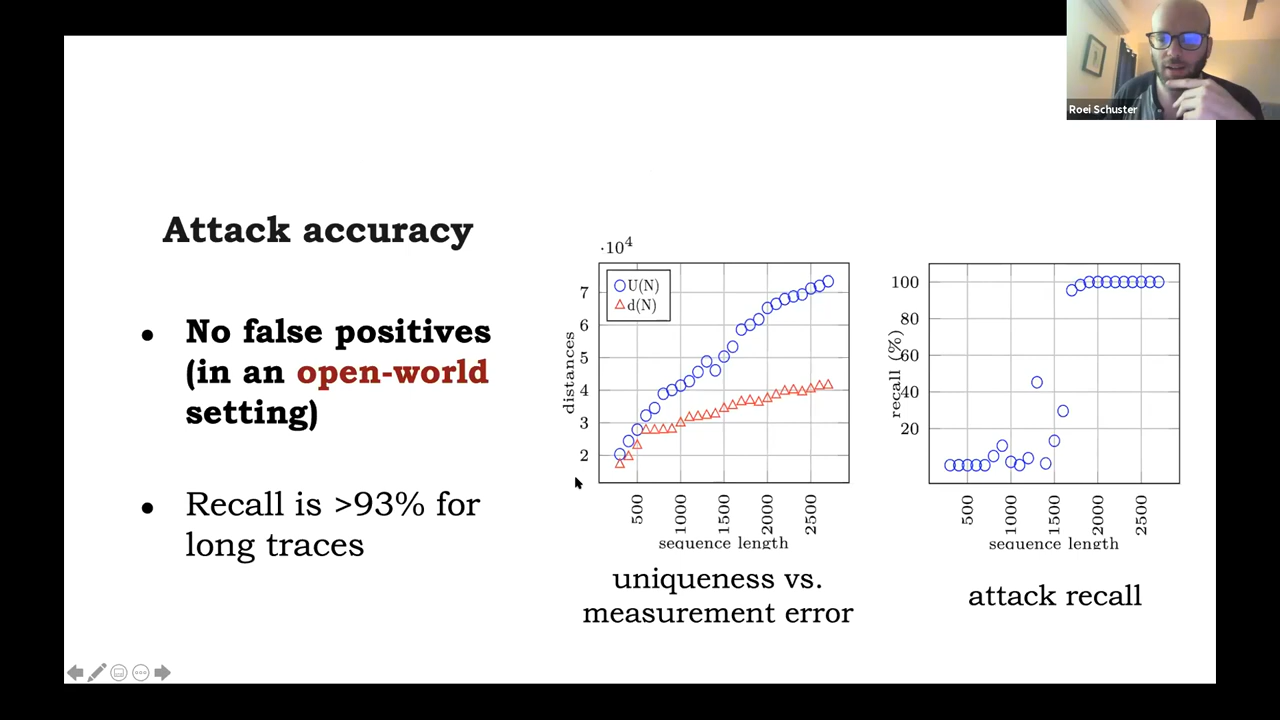 Roei Schuster
Attack accuracy
• No false positives
(in an open-world
setting)
• Recall is >93% for
long traces
·10⁴
U(N)
d(N)
7
6
5
4
3
2
distances
500
1000
1500
2000
2500
sequence length
uniqueness vs.
measurement error
100
80
60
40
20
recall (%)
500
1000
1500
2000
2500
sequence length
attack recall